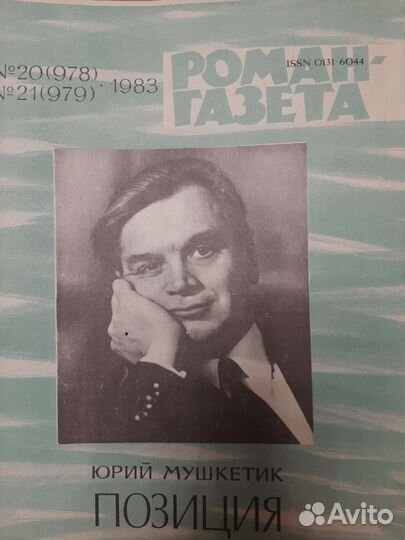 №20(978)
№21(979) · 1983
РОМАН-
ISSN 0131-6044
ГАЗЕТА
ЮРИЙ МУШКЕТИК
ПОЗИЦИЯ
Avito